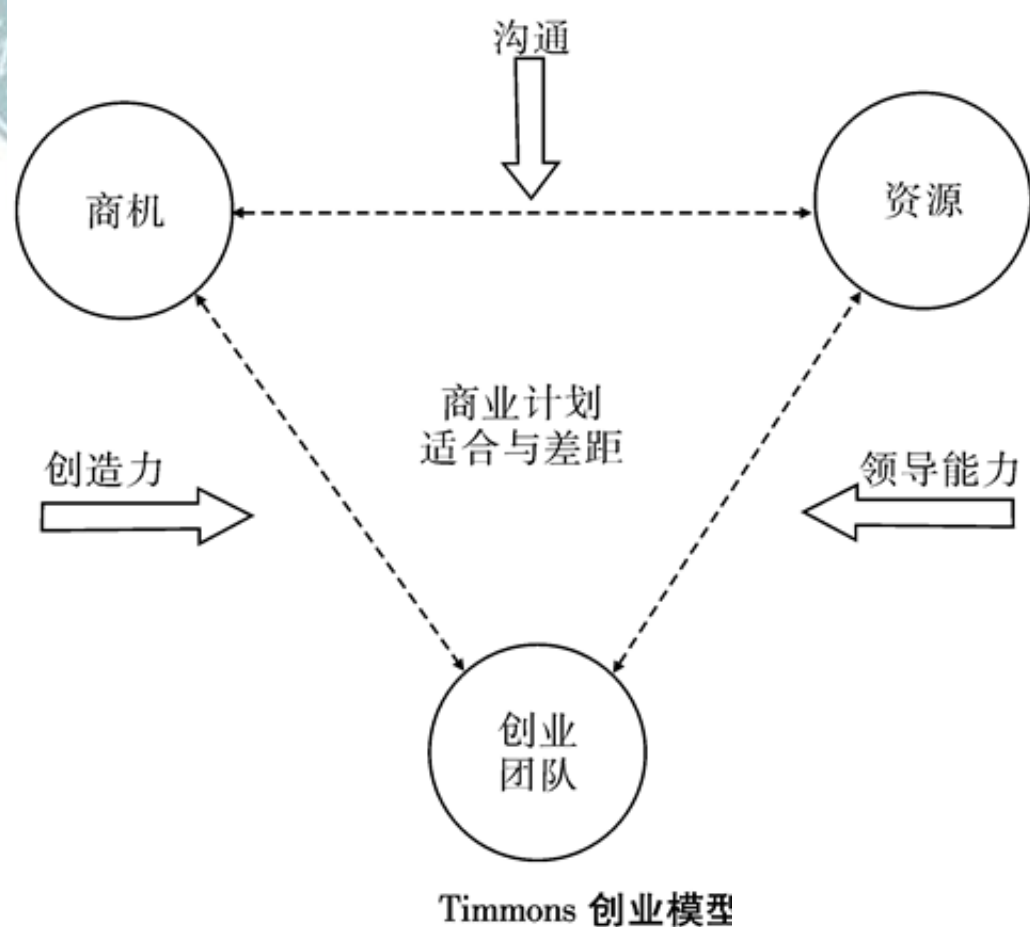 沟通
商机
资源
商业计划
适合与差距
创造力
领导能力
创业
团队
Timmons 创业模型